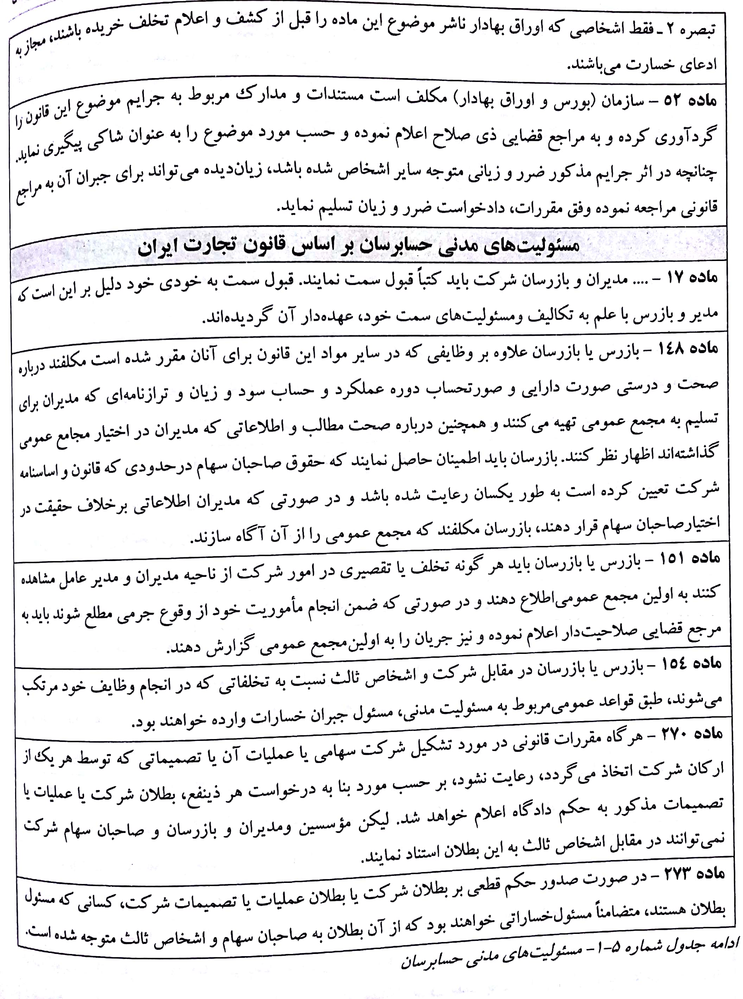 تبصره ۲ ـ فقط اشخاصی که اوراق بهادار ناشر موضوع این ماده را قبل از کشف و اعلام تخلف خریده باشند، مجاز به
ادعای خسارت می‌باشند.
ماده ۵۲ – سازمان (بورس و اوراق بهادار) مکلف است مستندات و مدارک مربوط به جرایم موضوع این قانون را
گردآوری کرده و به مراجع قضایی ذی صلاح اعلام نموده و حسب مورد موضوع را به عنوان شاکی پیگیری نماید.
چنانچه در اثر جرایم مذکور ضرر و زیانی متوجه سایر اشخاص شده باشد، زیان‌دیده می‌تواند برای جبران آن به مراجع
قانونی مراجعه نموده وفق مقررات، دادخواست ضرر و زیان تسلیم نماید.
مسئولیت‌های مدنی حسابرسان بر اساس قانون تجارت ایران
ماده ۱۷ – .... مدیران و بازرسان شرکت باید کتباً قبول سمت نمایند. قبول سمت به خودی خود دلیل بر این است که
مدیر و بازرس با علم به تکالیف ومسئولیت‌های سمت خود، عهده‌دار آن گردیده‌اند.
ماده ۱٤۸ – بازرس یا بازرسان علاوه بر وظایفی که در سایر مواد این قانون برای آنان مقرر شده است مکلفند درباره
صحت و درستی صورت دارایی و صورتحساب دوره عملکرد و حساب سود و زیان و ترازنامه‌ای که مدیران برای
تسلیم به مجمع عمومی تهیه می‌کنند و همچنین درباره صحت مطالب و اطلاعاتی که مدیران در اختیار مجامع عمومی
گذاشته‌اند اظهار نظر کنند. بازرسان باید اطمینان حاصل نمایند که حقوق صاحبان سهام درحدودی که قانون و اساسنامه
شرکت تعیین کرده است به طور یکسان رعایت شده باشد و در صورتی که مدیران اطلاعاتی برخلاف حقیقت در
اختیارصاحبان سهام قرار دهند، بازرسان مکلفند که مجمع عمومی را از آن آگاه سازند.
ماده ۱۵۱ – بازرس یا بازرسان باید هر گونه تخلف یا تقصیری در امور شرکت از ناحیه مدیران و مدیر عامل مشاهده
کنند به اولین مجمع عمومی‌اطلاع دهند و در صورتی که ضمن انجام مأموریت خود از وقوع جرمی مطلع شوند باید به
مرجع قضایی صلاحیت‌دار اعلام نموده و نیز جریان را به اولین‌مجمع عمومی گزارش دهند.
ماده ۱۵٤ – بازرس یا بازرسان در مقابل شرکت و اشخاص ثالث نسبت به تخلفاتی که در انجام وظایف خود مرتکب
می‌شوند، طبق قواعد عمومی‌مربوط به مسئولیت مدنی، مسئول جبران خسارات وارده خواهند بود.
ماده ۲۷۰ – هرگاه مقررات قانونی در مورد تشکیل شرکت سهامی یا عملیات آن یا تصمیماتی که توسط هر یک از
ارکان شرکت اتخاذ می‌گردد، رعایت نشود، بر حسب مورد بنا به درخواست هر ذینفع، بطلان شرکت یا عملیات یا
تصمیمات مذکور به حکم دادگاه اعلام خواهد شد. لیکن مؤسسین ومدیران و بازرسان و صاحبان سهام شرکت
نمی‌توانند در مقابل اشخاص ثالث به این بطلان استناد نمایند.
ماده ۲۷۳ – در صورت صدور حکم قطعی بر بطلان شرکت یا بطلان عملیات یا تصمیمات شرکت، کسانی که مسئول
بطلان هستند، متضامناً مسئول‌خساراتی خواهند بود که از آن بطلان به صاحبان سهام و اشخاص ثالث متوجه شده است.
ادامه جدول شماره ۵-۱- مسئولیت‌های مدنی حسابرسان